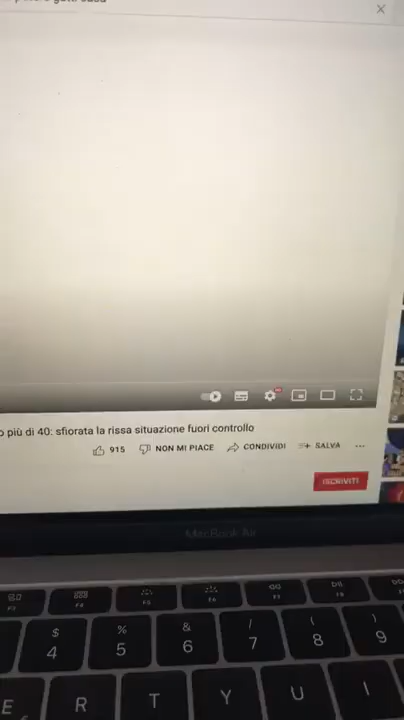 o più di 40: sfiorata la rissa situazione fuori controllo
915 NON MI PIACE CONDIVIDI SALVA
ISCRIVITI
MacBook Air
F3 F4 F5 F6 F7 F8
$ % & / ( )
4 5 6 7 8 9
E R T Y U I